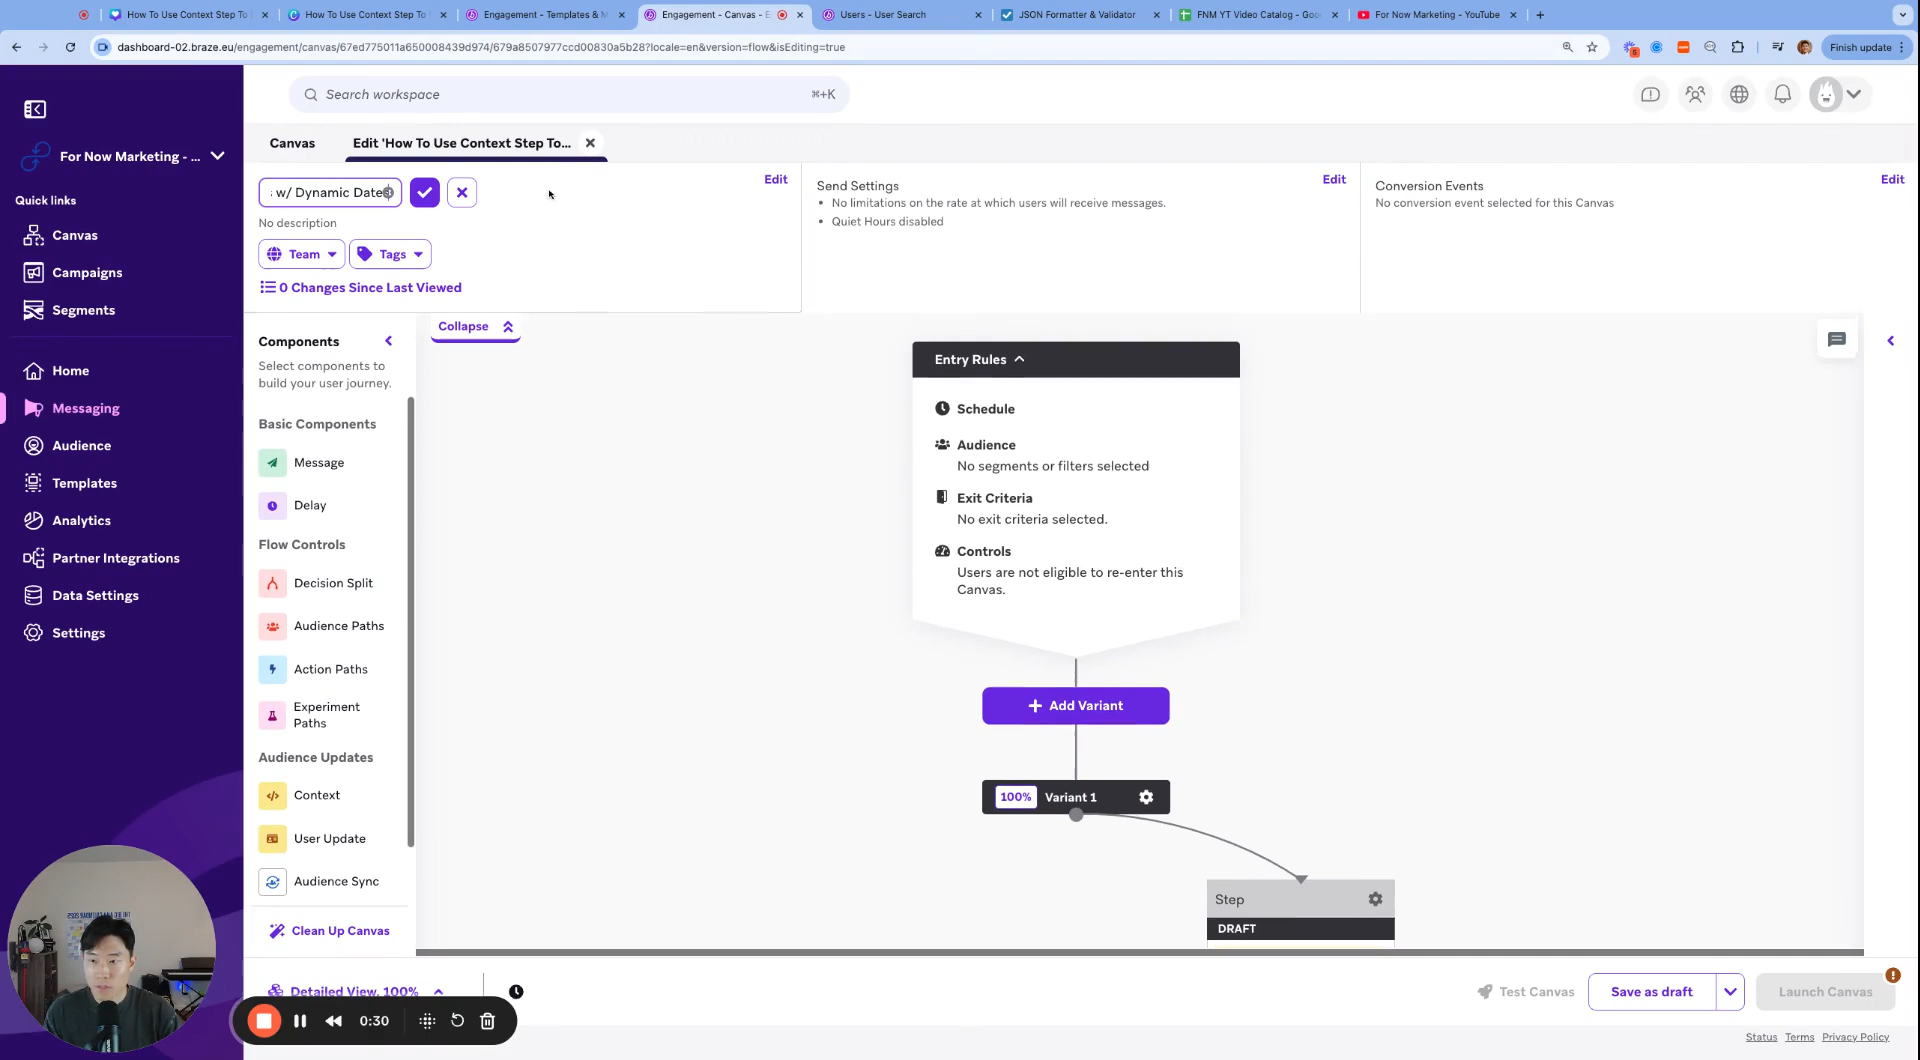 How To Use Context Step To
How To Use Context Step To
Engagement - Templates & M
Engagement - Canvas - E
Users - User Search
JSON Formatter & Validator
FNM YT Video Catalog - Goo
For Now Marketing - YouTube
dashboard-02.braze.eu/engagement/canvas/67ed775011a650008439d974/679a8507977ccd00830a5b28?locale=en&version=flow&isEditing=true
Finish update
Search workspace
⌘+K
For Now Marketing - ...
Quick links
Canvas
Campaigns
Segments
Home
Messaging
Audience
Templates
Analytics
Partner Integrations
Data Settings
Settings
Canvas
Edit 'How To Use Context Step To...
w/ Dynamic Date
Edit
No description
Team
Tags
0 Changes Since Last Viewed
Send Settings
Edit
• No limitations on the rate at which users will receive messages.
• Quiet Hours disabled
Conversion Events
Edit
No conversion event selected for this Canvas
Collapse
Components
Select components to
build your user journey.
Basic Components
Message
Delay
Flow Controls
Decision Split
Audience Paths
Action Paths
Experiment
Paths
Audience Updates
Context
User Update
Audience Sync
Clean Up Canvas
Entry Rules
Schedule
Audience
No segments or filters selected
Exit Criteria
No exit criteria selected.
Controls
Users are not eligible to re-enter this
Canvas.
+ Add Variant
100% Variant 1
Step
DRAFT
Detailed View, 100%
0:30
Test Canvas
Save as draft
Launch Canvas
Status
Terms
Privacy Policy